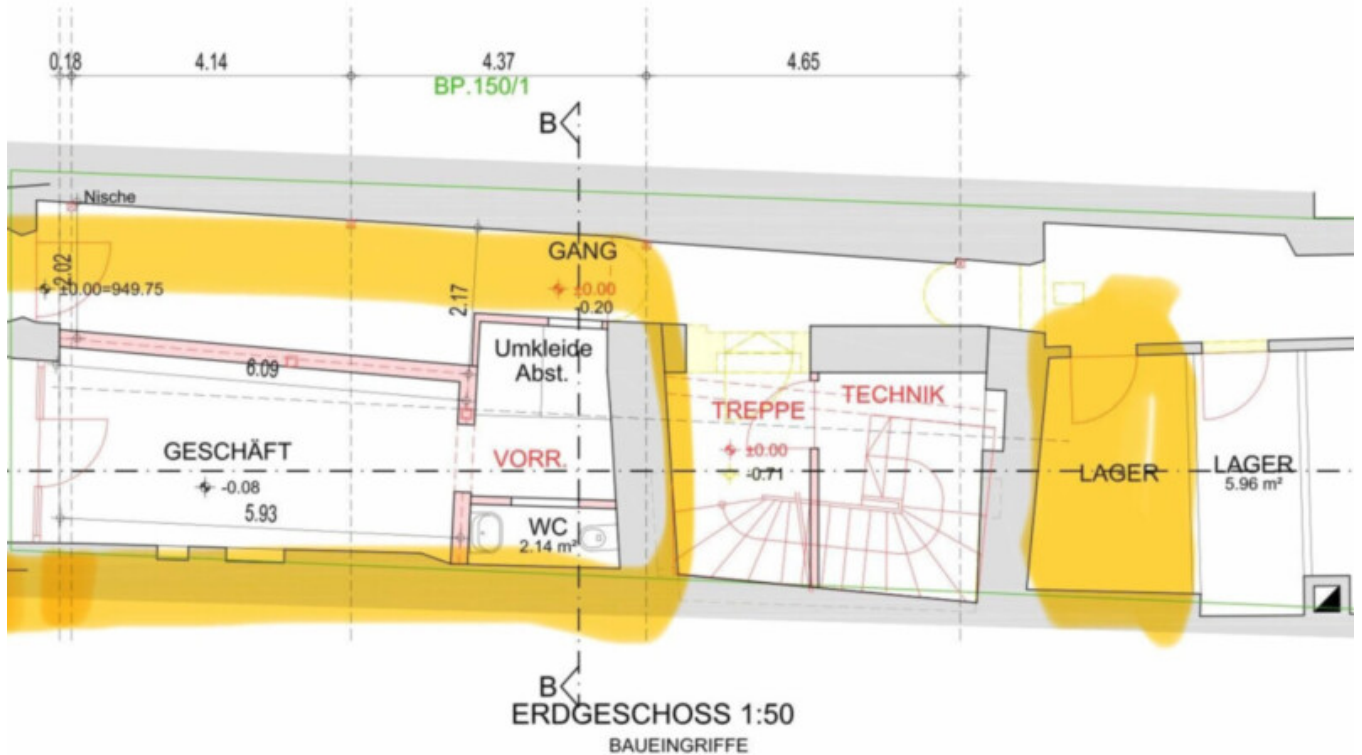 0.18
4.14
4.37
4.65
BP.150/1
B
Nische
GANG
2.02
±0.00=949.75
2.17
±0.00
-0.20
Umkleide
Abst.
6.09
TREPPE
TECHNIK
GESCHÄFT
VORR.
±0.00
-0.71
-0.08
LAGER
LAGER
5.96 m²
5.93
WC
2.14 m²
B
ERDGESCHOSS 1:50
BAUEINGRIFFE